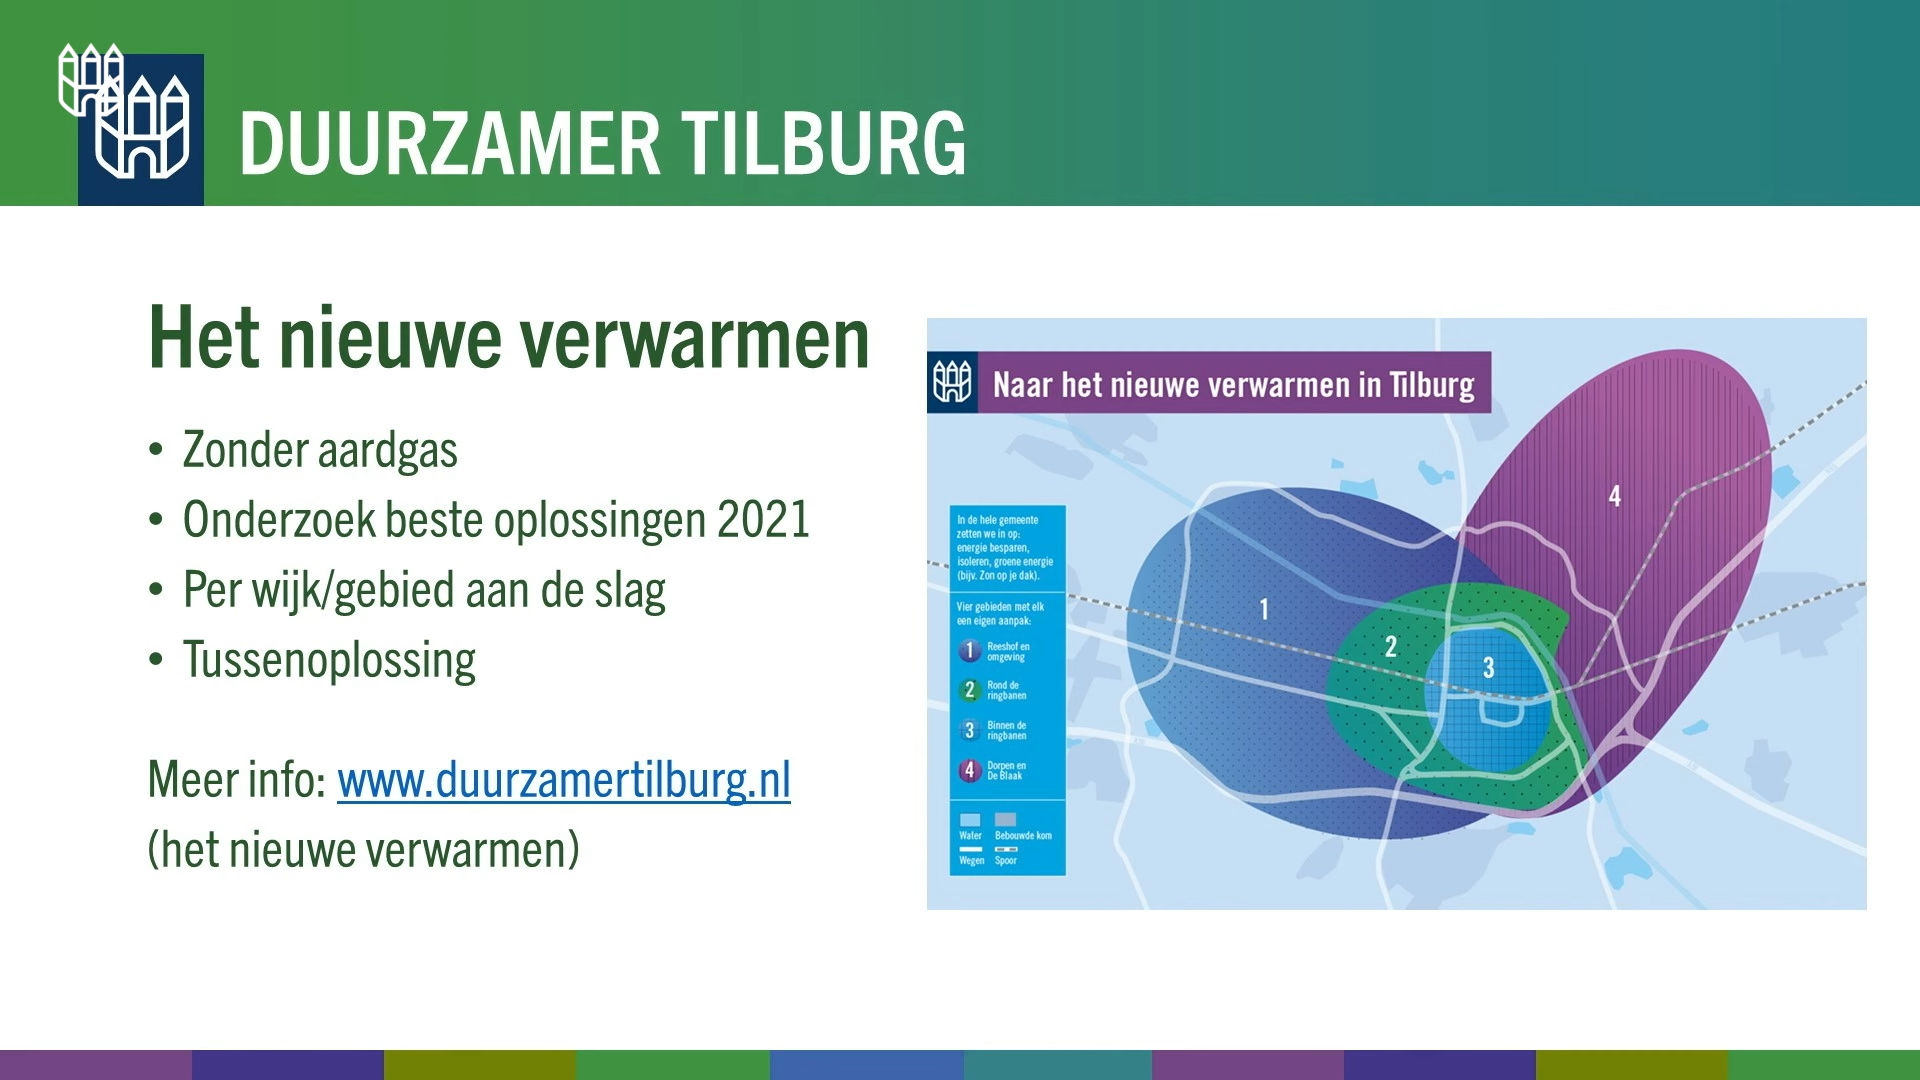 DUURZAMER TILBURG
Het nieuwe verwarmen
• Zonder aardgas
• Onderzoek beste oplossingen 2021
• Per wijk/gebied aan de slag
• Tussenoplossing
Meer info: www.duurzamertilburg.nl
(het nieuwe verwarmen)
Naar het nieuwe verwarmen in Tilburg
In de hele gemeente
zetten we in op:
energie besparen,
isoleren, groene energie
(bijv. Zon op je dak).
Vier gebieden met elk
een eigen aanpak:
1 Reeshof en
omgeving
2 Rond de
ringbanen
3 Binnen de
ringbanen
4 Dorpen en
De Blaak
Water Bebouwde kom
Wegen Spoor
1
2
3
4